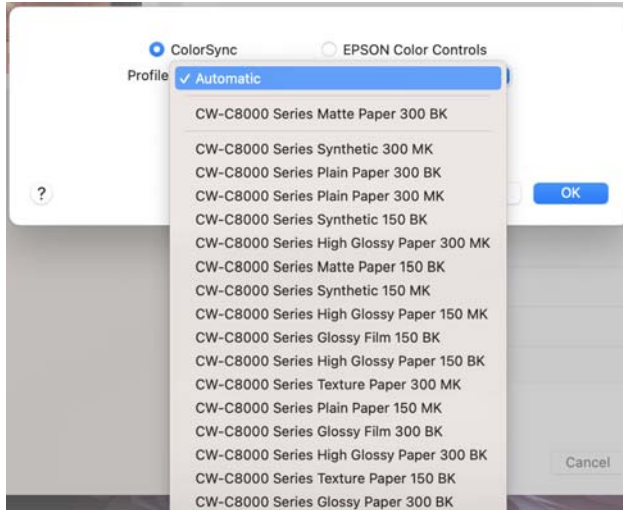 ColorSync EPSON Color Controls
Profile ✓ Automatic
CW-C8000 Series Matte Paper 300 BK
CW-C8000 Series Synthetic 300 MK
CW-C8000 Series Plain Paper 300 BK
CW-C8000 Series Plain Paper 300 MK
CW-C8000 Series Synthetic 150 BK
CW-C8000 Series High Glossy Paper 300 MK
CW-C8000 Series Matte Paper 150 BK
CW-C8000 Series Synthetic 150 MK
CW-C8000 Series High Glossy Paper 150 MK
CW-C8000 Series Glossy Film 150 BK
CW-C8000 Series High Glossy Paper 150 BK
CW-C8000 Series Texture Paper 300 MK
CW-C8000 Series Plain Paper 150 MK
CW-C8000 Series Glossy Film 300 BK
CW-C8000 Series High Glossy Paper 300 BK
CW-C8000 Series Texture Paper 150 BK
CW-C8000 Series Glossy Paper 300 BK
? OK
Cancel